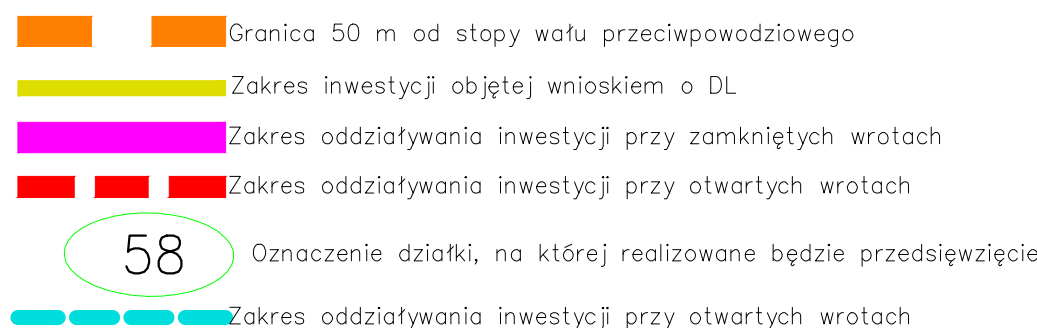 Granica 50 m od stopy wału przeciwpowodziowego
Zakres inwestycji objętej wnioskiem o DL
Zakres oddziaływania inwestycji przy zamkniętych wrotach
Zakres oddziaływania inwestycji przy otwartych wrotach
58 Oznaczenie działki, na której realizowane będzie przedsięwzięcie
Zakres oddziaływania inwestycji przy otwartych wrotach